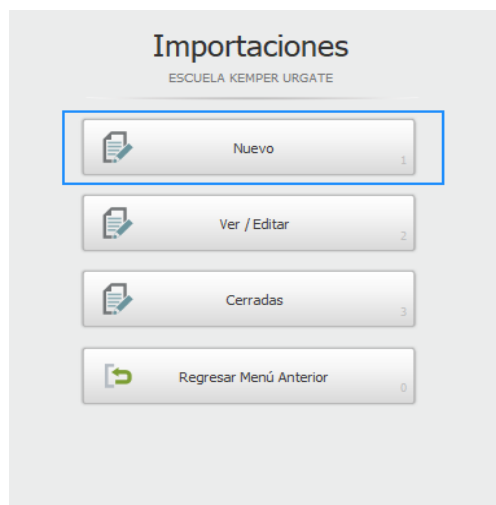 Importaciones
ESCUELA KEMPER URGATE
Nuevo
1
Ver / Editar
2
Cerradas
3
Regresar Menú Anterior
0